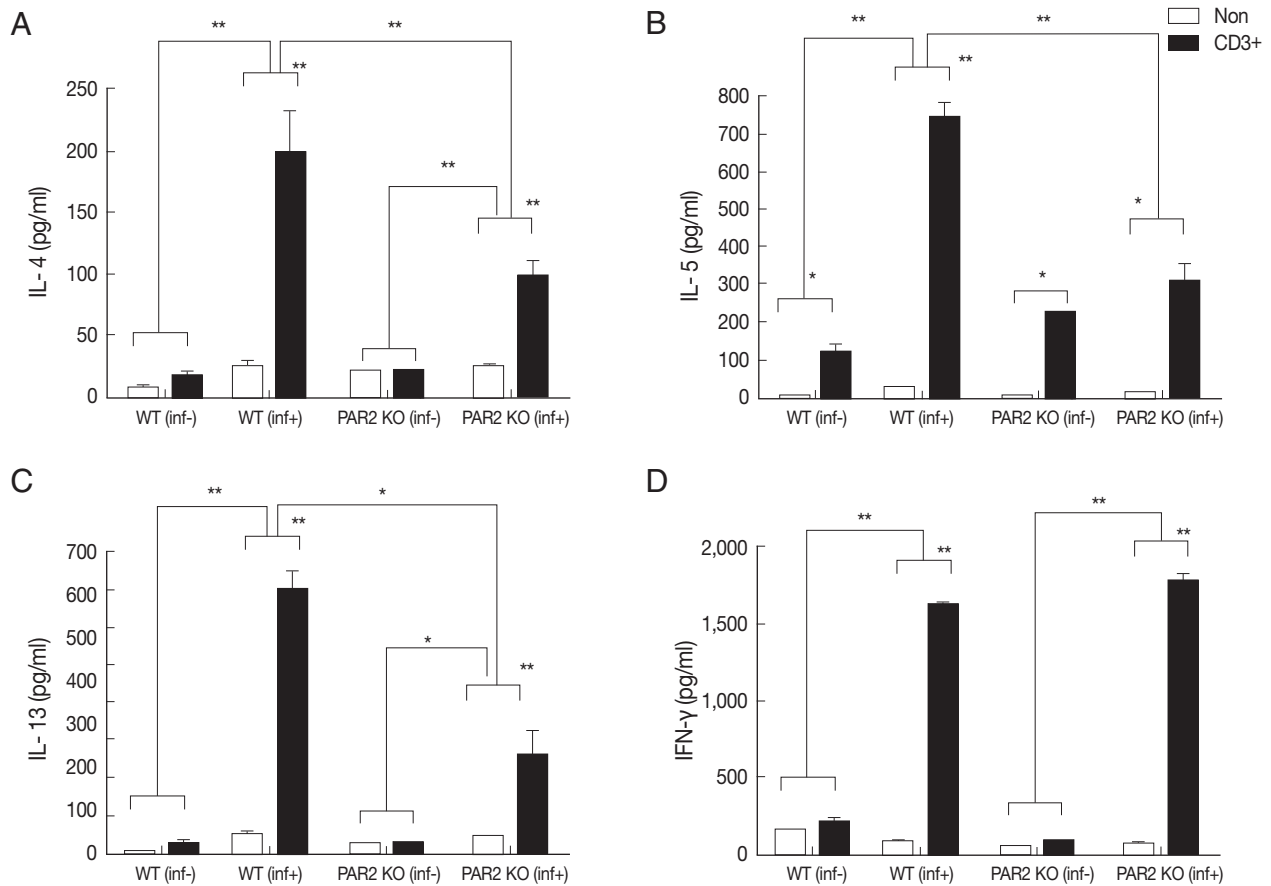 A
IL- 4 (pg/ml)
250
200
150
100
50
0
** ** ** ** **
WT (inf-) WT (inf+) PAR2 KO (inf-) PAR2 KO (inf+)
B
Non
CD3+
IL- 5 (pg/ml)
800
700
600
500
400
300
200
100
0
** ** ** * * *
WT (inf-) WT (inf+) PAR2 KO (inf-) PAR2 KO (inf+)
C
IL- 13 (pg/ml)
700
600
500
400
300
200
100
0
** * ** * **
WT (inf-) WT (inf+) PAR2 KO (inf-) PAR2 KO (inf+)
D
IFN-γ (pg/ml)
2,000
1,500
1,000
500
0
** ** ** **
WT (inf-) WT (inf+) PAR2 KO (inf-) PAR2 KO (inf+)